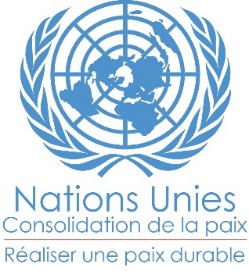 Nations Unies
Consolidation de la paix
Réaliser une paix durable